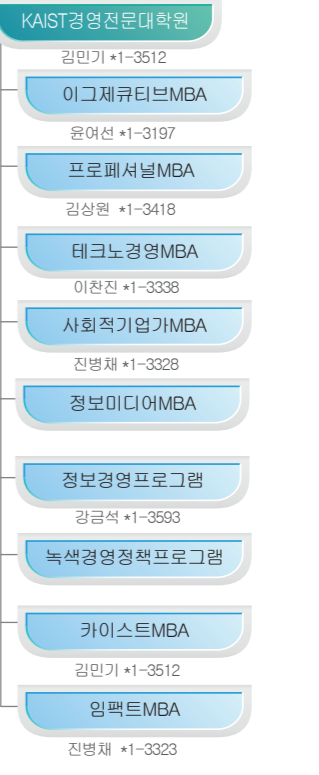 KAIST경영전문대학원
김민기 *1-3512
이그제큐티브MBA
윤여선 *1-3197
프로페셔널MBA
김상원 *1-3418
테크노경영MBA
이찬진 *1-3338
사회적기업가MBA
진병채 *1-3328
정보미디어MBA
정보경영프로그램
강금석 *1-3593
녹색경영정책프로그램
카이스트MBA
김민기 *1-3512
임팩트MBA
진병채 *1-3323